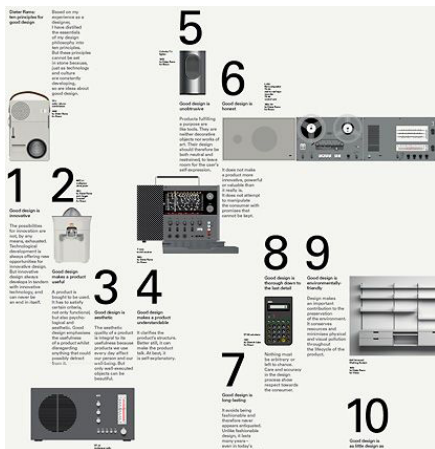 Dieter Rams:
ten principles for
good design
Based on my
experience as a
designer,
I have distilled
the essentials
of my design
philosophy into
ten principles.
But these principles
cannot be set
in stone because,
just as technology
and culture
are constantly
developing,
so are ideas about
good design.
1
Good design is
innovative
The possibilities
for innovation are
not, by any
means, exhausted.
Technological
development is
always offering new
opportunities for
innovative design.
But innovative
design always
develops in tandem
with innovative
technology, and
can never be
an end in itself.
2
Good design
makes a product
useful
A product is
bought to be used.
It has to satisfy
certain criteria,
not only functional
but also psycho-
logical and
aesthetic. Good
design emphasises
the usefulness
of a product whilst
disregarding
anything that could
possibly detract
from it.
3
Good design is
aesthetic
The aesthetic
quality of a product
is integral to its
usefulness because
products we use
every day affect
our person and
our well-being. But
only well-executed
objects can be
beautiful.
4
Good design
makes a product
understandable
It clarifies the
product's structure.
Better still, it can
make the product
talk. At best, it
is self-explanatory.
5
Good design is
unobtrusive
Products fulfilling
a purpose are
like tools. They are
neither decorative
objects nor works of
art. Their design
should therefore be
both neutral and
restrained, to leave
room for the user's
self-expression.
6
Good design is
honest
It does not make
a product more
innovative, powerful
or valuable than
it really is.
It does not attempt
to manipulate
the consumer with
promises that
cannot be kept.
7
Good design is
long-lasting
It avoids being
fashionable and
therefore never
appears antiquated.
Unlike fashionable
design, it lasts
many years –
even in today's
8
Good design is
thorough down to
the last detail
Nothing must
be arbitrary or
left to chance. Care
and accuracy in
the design
process show
respect towards
the consumer.
9
Good design is
environmentally-
friendly
Design makes
an important
contribution to the
preservation of
the environment.
It conserves
resources and
minimises physical
and visual pollution
throughout
the lifecycle of
the product.
10
Good design is
as little design as